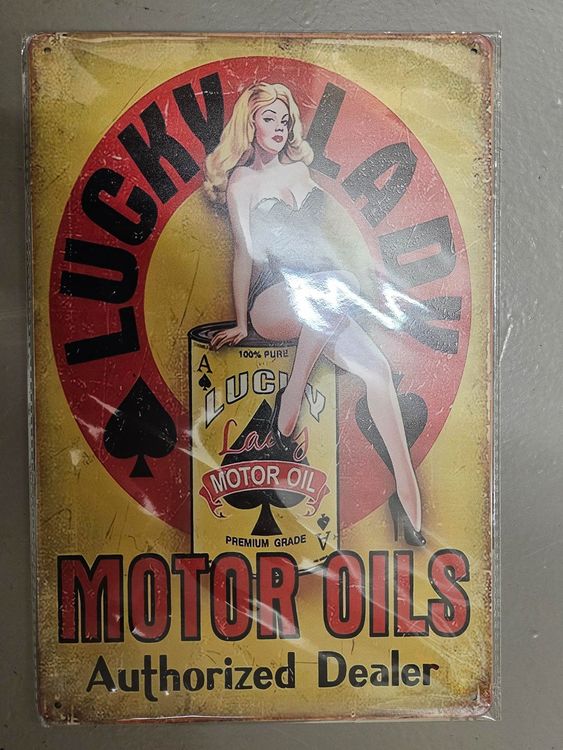 LUCKY LADY
A
100% PURE
LUCKY
Lady
MOTOR OIL
PREMIUM GRADE
A
MOTOR OILS
Authorized Dealer